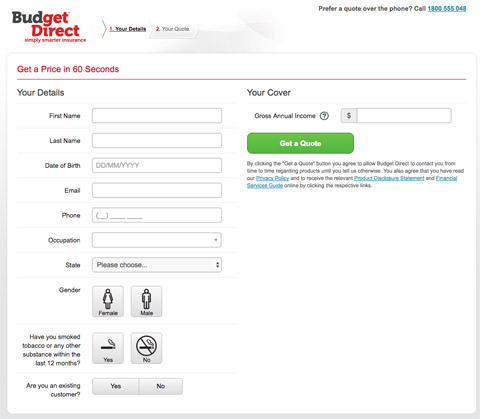 Budget
Direct
simply smarter insurance
1. Your Details
2. Your Quote
Prefer a quote over the phone? Call 1800 555 048
Get a Price in 60 Seconds
Your Details
First Name
Last Name
Date of Birth
DD/MM/YYYY
Email
Phone
(__) ____ ____
Occupation
State
Please choose...
Gender
Female
Male
Have you smoked
tobacco or any other
substance within the
last 12 months?
Yes
No
Are you an existing
customer?
Yes
No
Your Cover
Gross Annual Income ?
$
Get a Quote
By clicking the "Get a Quote" button you agree to allow Budget Direct to contact you from
time to time regarding products until you tell us otherwise. You also agree that you have read
our Privacy Policy and to receive the relevant Product Disclosure Statement and Financial
Services Guide online by clicking the respective links.